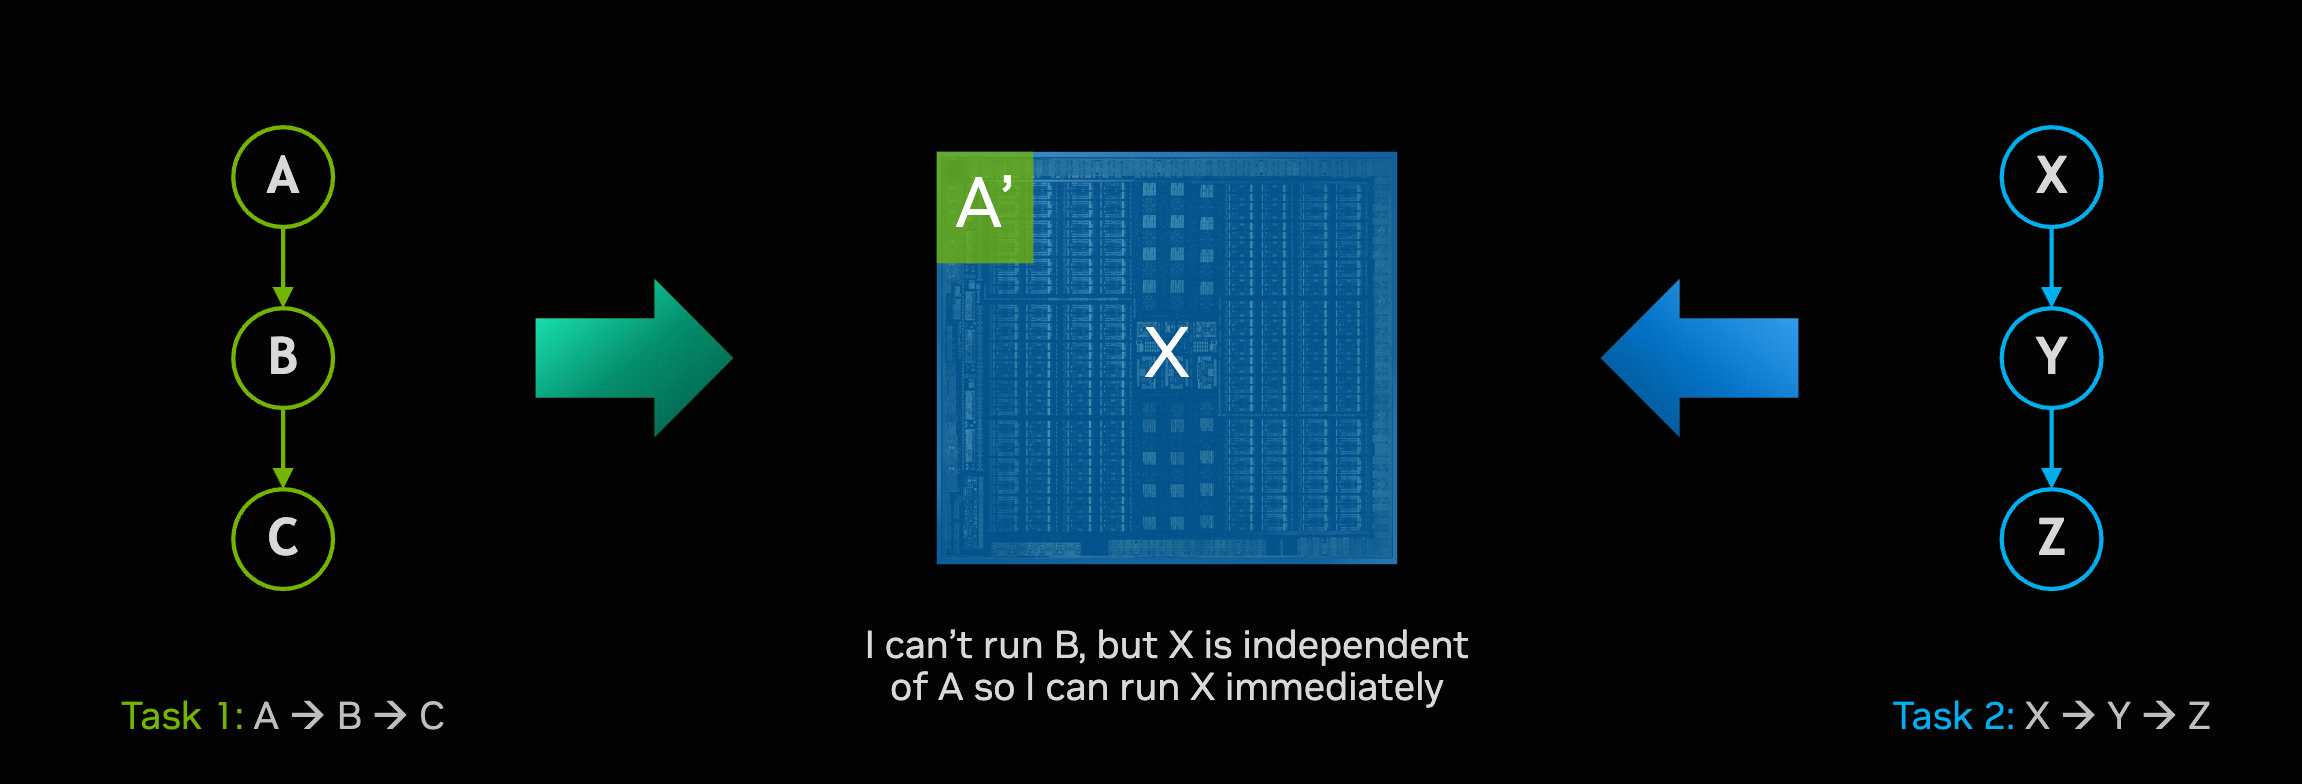 A
B
C
Task 1: A → B → C
A’
X
I can’t run B, but X is independent
of A so I can run X immediately
X
Y
Z
Task 2: X → Y → Z